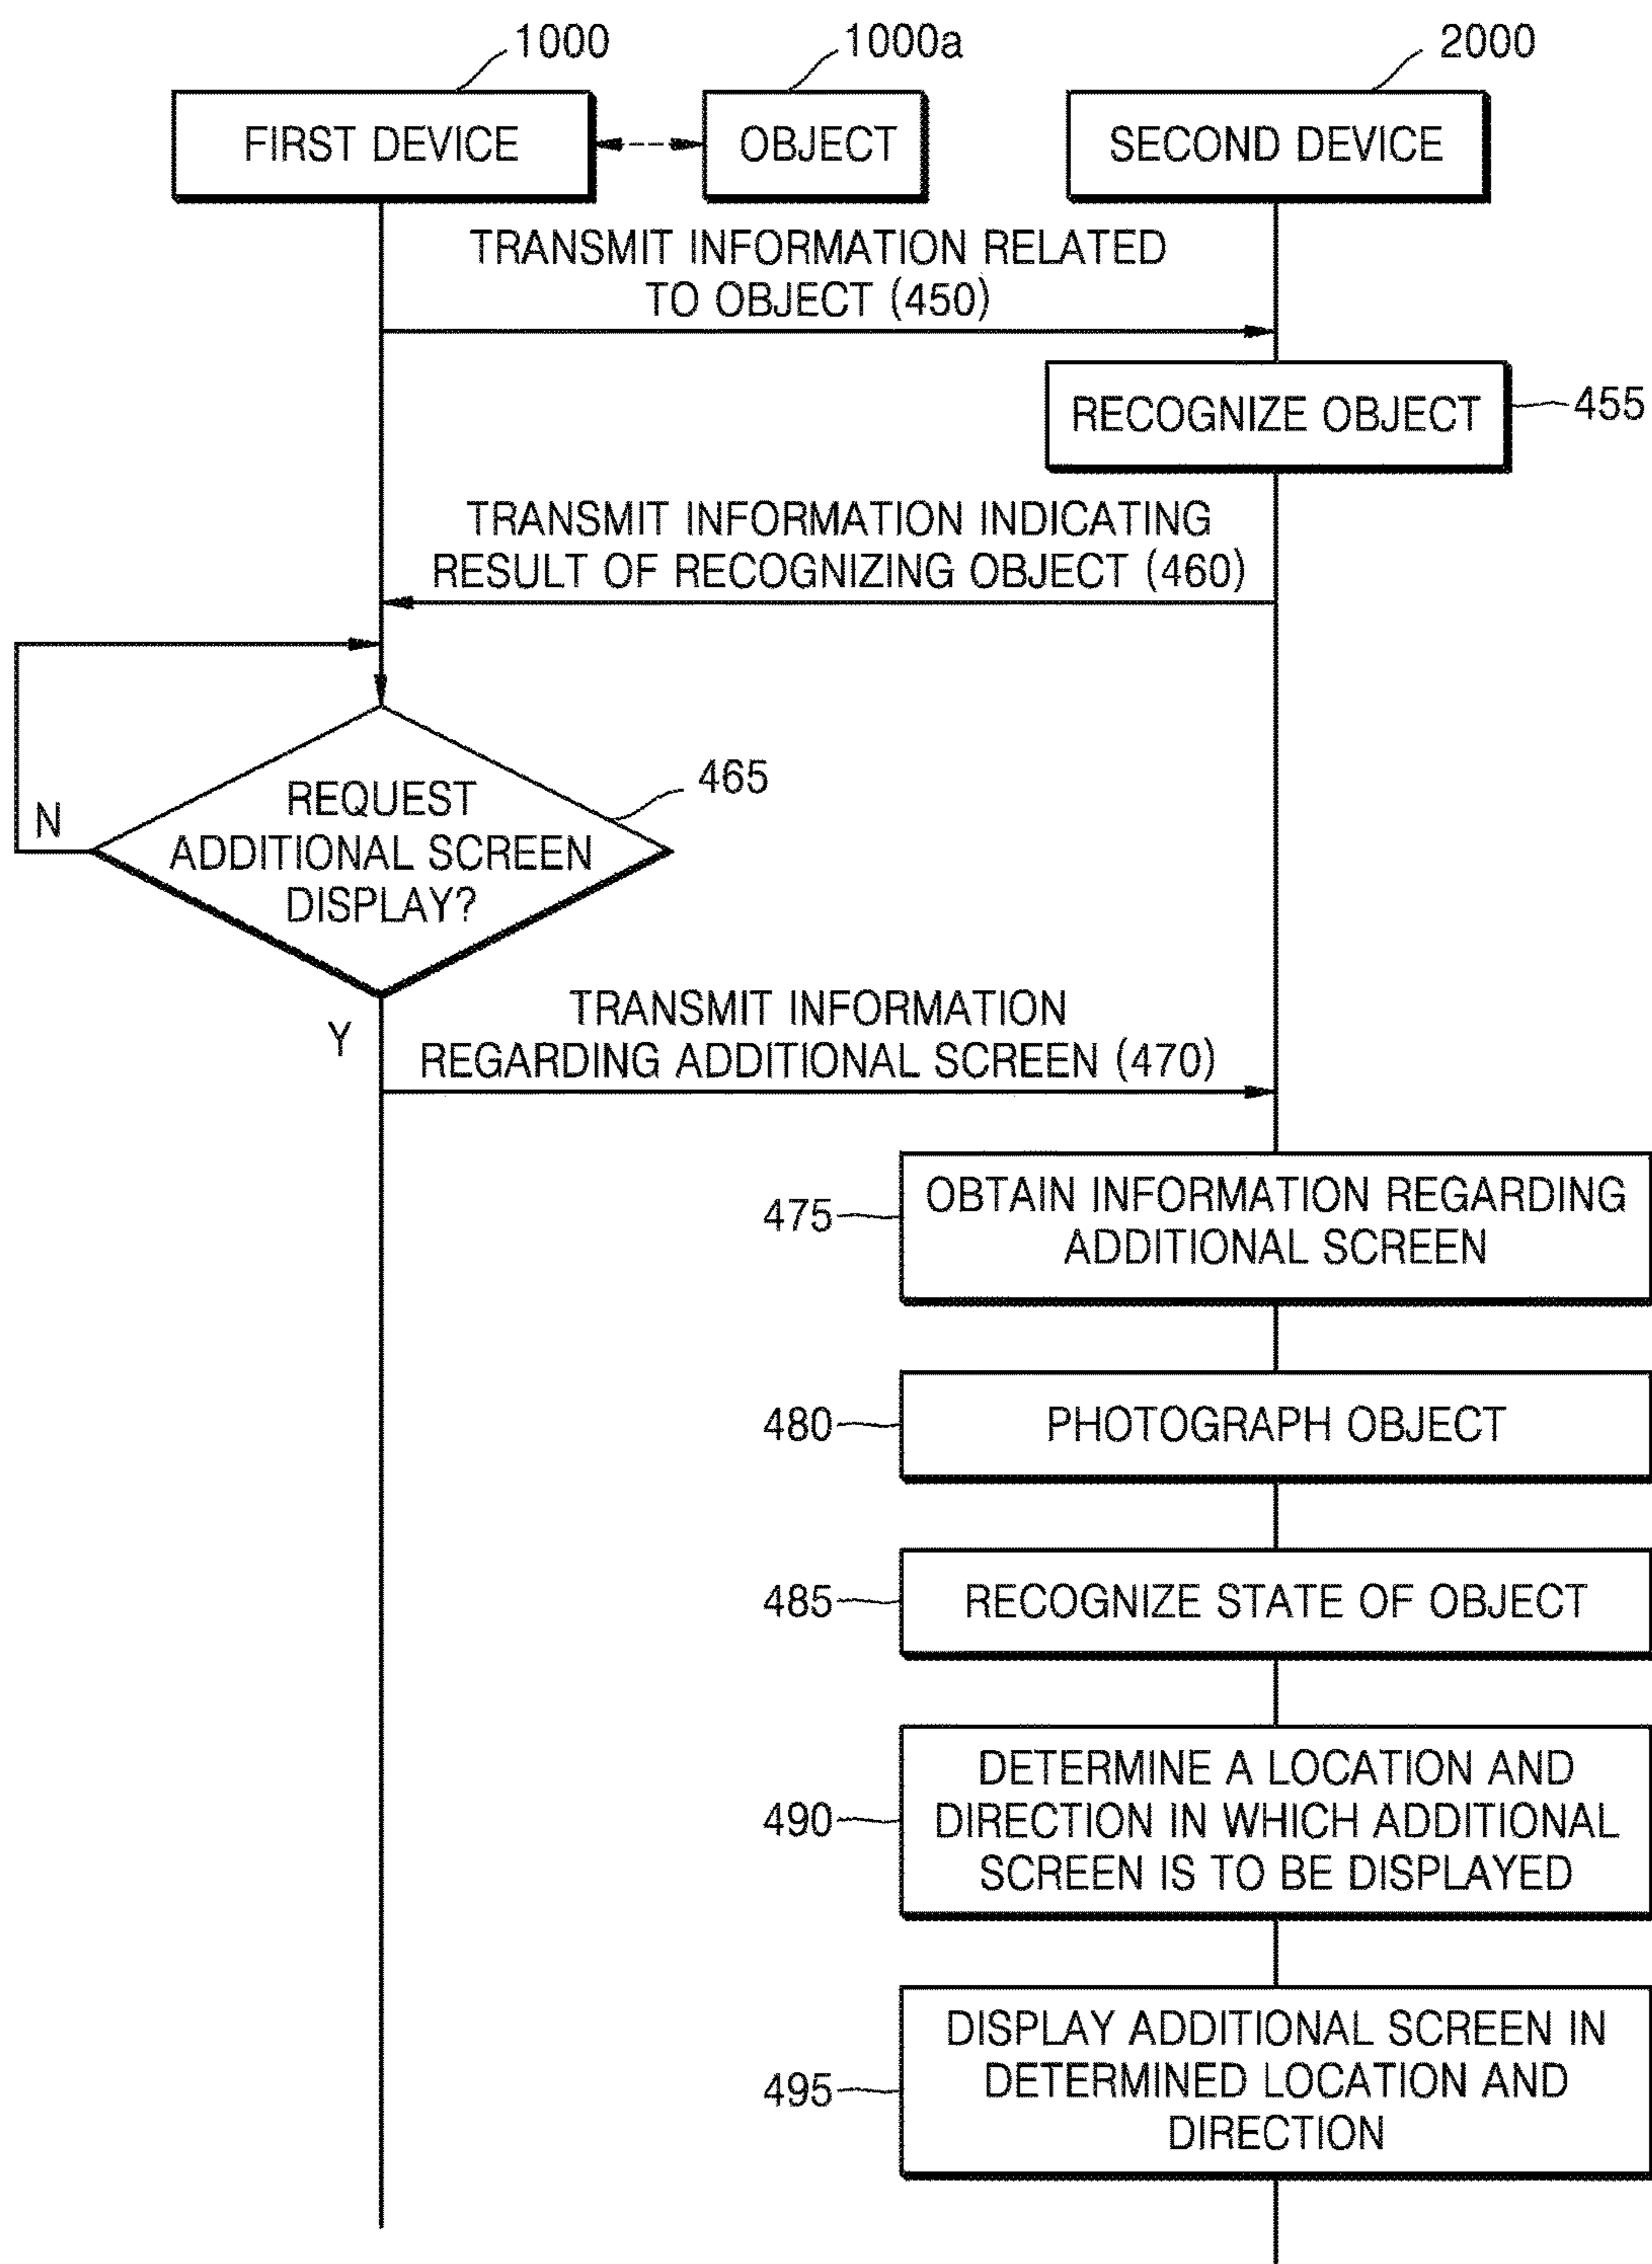 1000
1000a
2000
FIRST DEVICE
OBJECT
SECOND DEVICE
TRANSMIT INFORMATION RELATED
TO OBJECT (450)
RECOGNIZE OBJECT
455
TRANSMIT INFORMATION INDICATING
RESULT OF RECOGNIZING OBJECT (460)
465
REQUEST
ADDITIONAL SCREEN
DISPLAY?
N
Y
TRANSMIT INFORMATION
REGARDING ADDITIONAL SCREEN (470)
475
OBTAIN INFORMATION REGARDING
ADDITIONAL SCREEN
480
PHOTOGRAPH OBJECT
485
RECOGNIZE STATE OF OBJECT
490
DETERMINE A LOCATION AND
DIRECTION IN WHICH ADDITIONAL
SCREEN IS TO BE DISPLAYED
495
DISPLAY ADDITIONAL SCREEN IN
DETERMINED LOCATION AND
DIRECTION